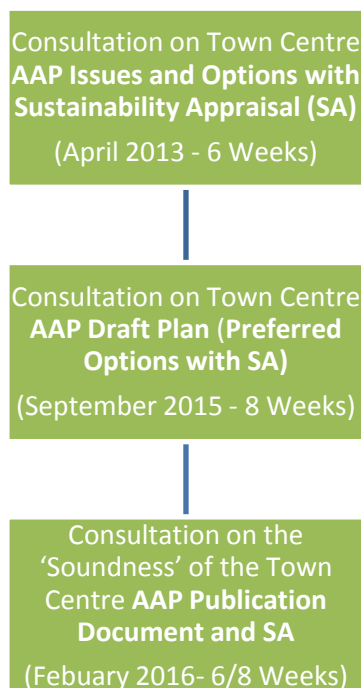 Consultation on Town Centre
AAP Issues and Options with
Sustainability Appraisal (SA)
(April 2013 - 6 Weeks)
Consultation on Town Centre
AAP Draft Plan (Preferred
Options with SA)
(September 2015 - 8 Weeks)
Consultation on the
‘Soundness’ of the Town
Centre AAP Publication
Document and SA
(Febuary 2016- 6/8 Weeks)